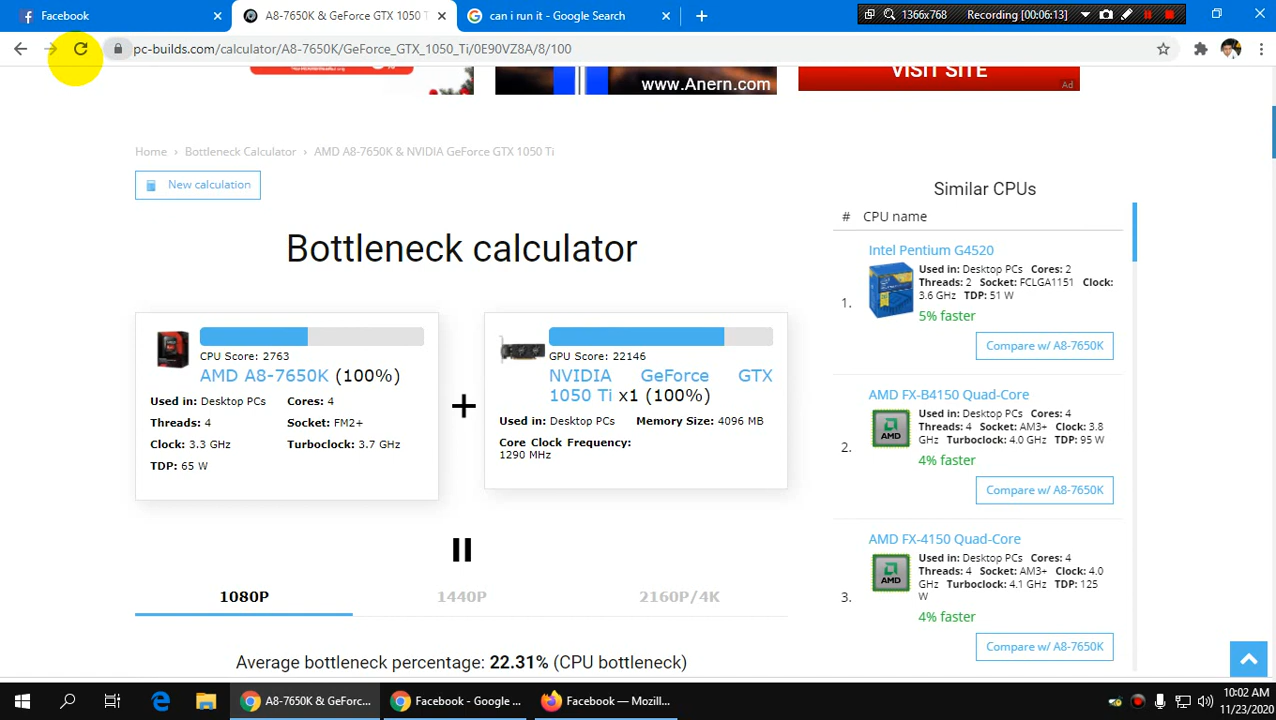 Facebook
A8-7650K & GeForce GTX 1050 T
can i run it - Google Search
1366x768
Recording [00:06:13]
pc-builds.com/calculator/A8-7650K/GeForce_GTX_1050_Ti/0E90VZ8A/8/100
www.Anern.com
VISIT SITE
Ad
Home › Bottleneck Calculator › AMD A8-7650K & NVIDIA GeForce GTX 1050 Ti
New calculation
Bottleneck calculator
CPU Score: 2763
AMD A8-7650K (100%)
Used in: Desktop PCs Cores: 4
Threads: 4 Socket: FM2+
Clock: 3.3 GHz Turboclock: 3.7 GHz
TDP: 65 W
+
GPU Score: 22146
NVIDIA GeForce GTX
1050 Ti x1 (100%)
Used in: Desktop PCs Memory Size: 4096 MB
Core Clock Frequency:
1290 MHz
1080P 1440P 2160P/4K
Average bottleneck percentage: 22.31% (CPU bottleneck)
Similar CPUs
# CPU name
1.
Intel Pentium G4520
Used in: Desktop PCs Cores: 2
Threads: 2 Socket: FCLGA1151 Clock:
3.6 GHz TDP: 51 W
5% faster
Compare w/ A8-7650K
2.
AMD FX-B4150 Quad-Core
AMD
Used in: Desktop PCs Cores: 4
Threads: 4 Socket: AM3+ Clock: 3.8
GHz Turboclock: 4.0 GHz TDP: 95 W
4% faster
Compare w/ A8-7650K
3.
AMD FX-4150 Quad-Core
AMD
Used in: Desktop PCs Cores: 4
Threads: 4 Socket: AM3+ Clock: 4.0
GHz Turboclock: 4.1 GHz TDP: 125
W
4% faster
Compare w/ A8-7650K
A8-7650K & GeForc...
Facebook - Google ...
Facebook — Mozill...
10:02 AM
11/23/2020